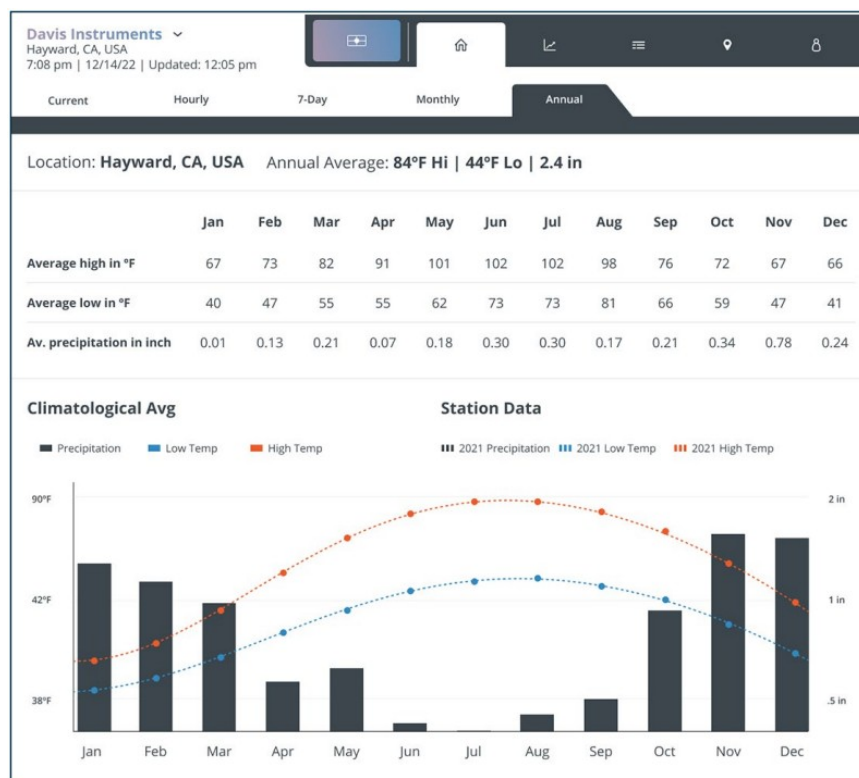 Davis Instruments
Hayward, CA, USA
7:08 pm | 12/14/22 | Updated: 12:05 pm
Current Hourly 7-Day Monthly Annual
Location: Hayward, CA, USA Annual Average: 84ºF Hi | 44ºF Lo | 2.4 in
Jan Feb Mar Apr May Jun Jul Aug Sep Oct Nov Dec
Average high in ºF 67 73 82 91 101 102 102 98 76 72 67 66
Average low in ºF 40 47 55 55 62 73 73 81 66 59 47 41
Av. precipitation in inch 0.01 0.13 0.21 0.07 0.18 0.30 0.30 0.17 0.21 0.34 0.78 0.24
Climatological Avg Station Data
Precipitation Low Temp High Temp 2021 Precipitation 2021 Low Temp 2021 High Temp
90ºF 2 in
42ºF 1 in
38ºF .5 in
Jan Feb Mar Apr May Jun Jul Aug Sep Oct Nov Dec